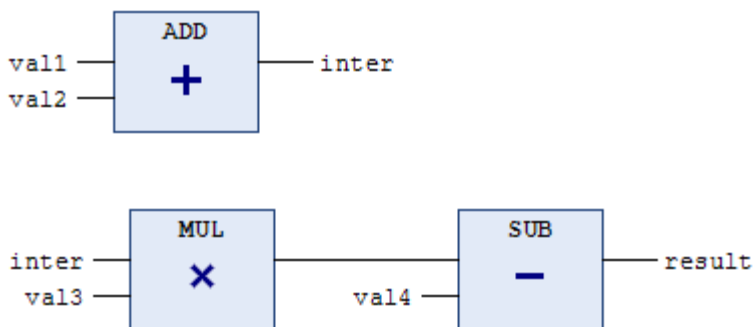 ADD
val1
+
inter
val2
MUL
SUB
inter
×
−
result
val3
val4